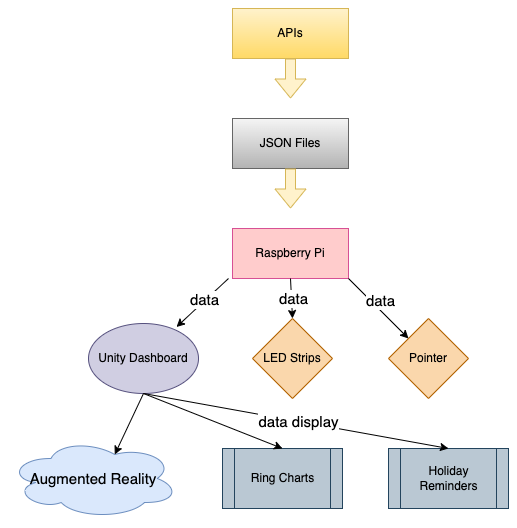 APIs
JSON Files
Raspberry Pi
data
data
data
Unity Dashboard
LED Strips
Pointer
data display
Augmented Reality
Ring Charts
Holiday
Reminders